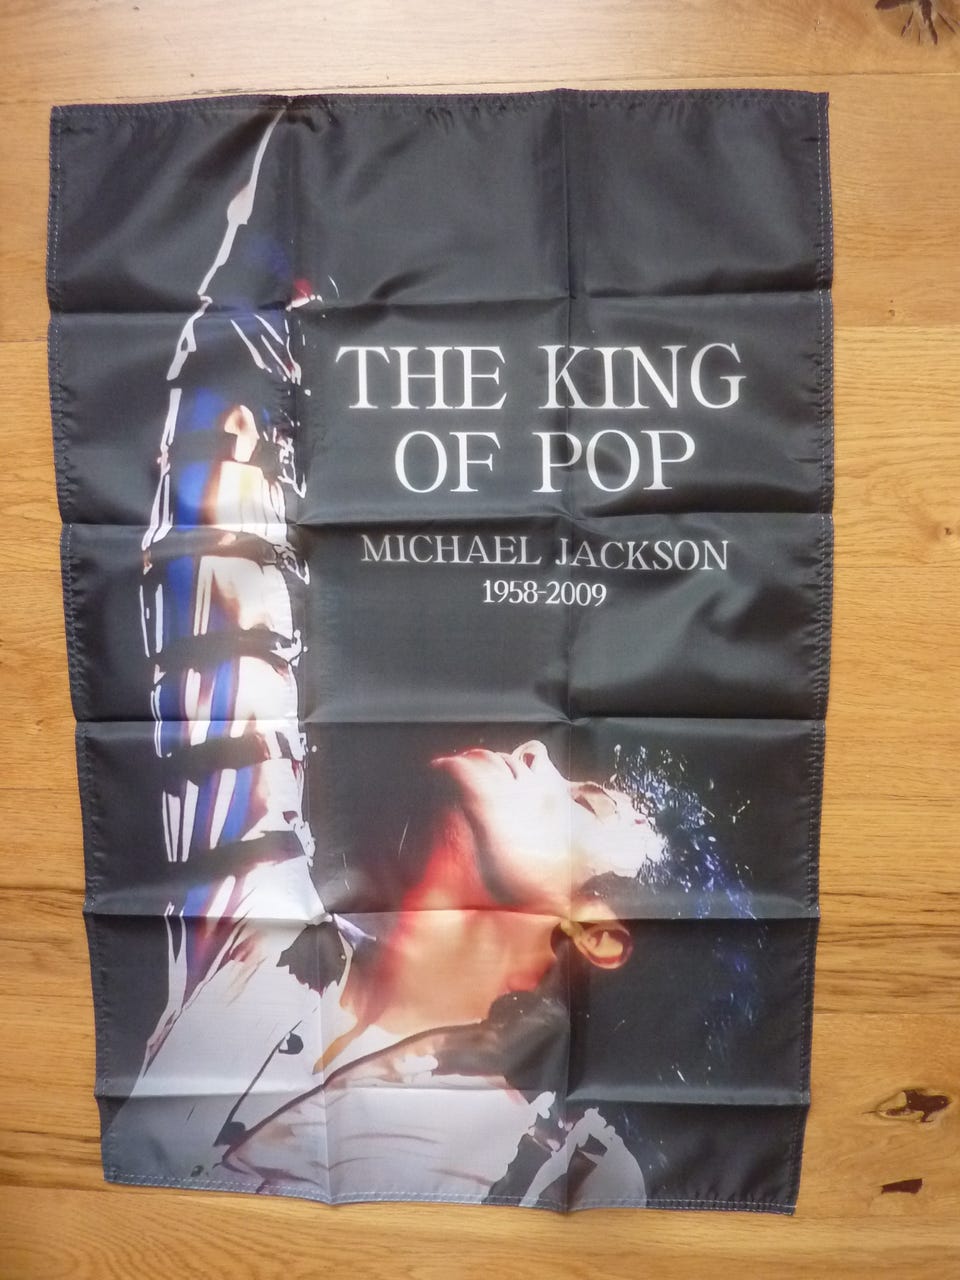 THE KING
OF POP
MICHAEL JACKSON
1958-2009